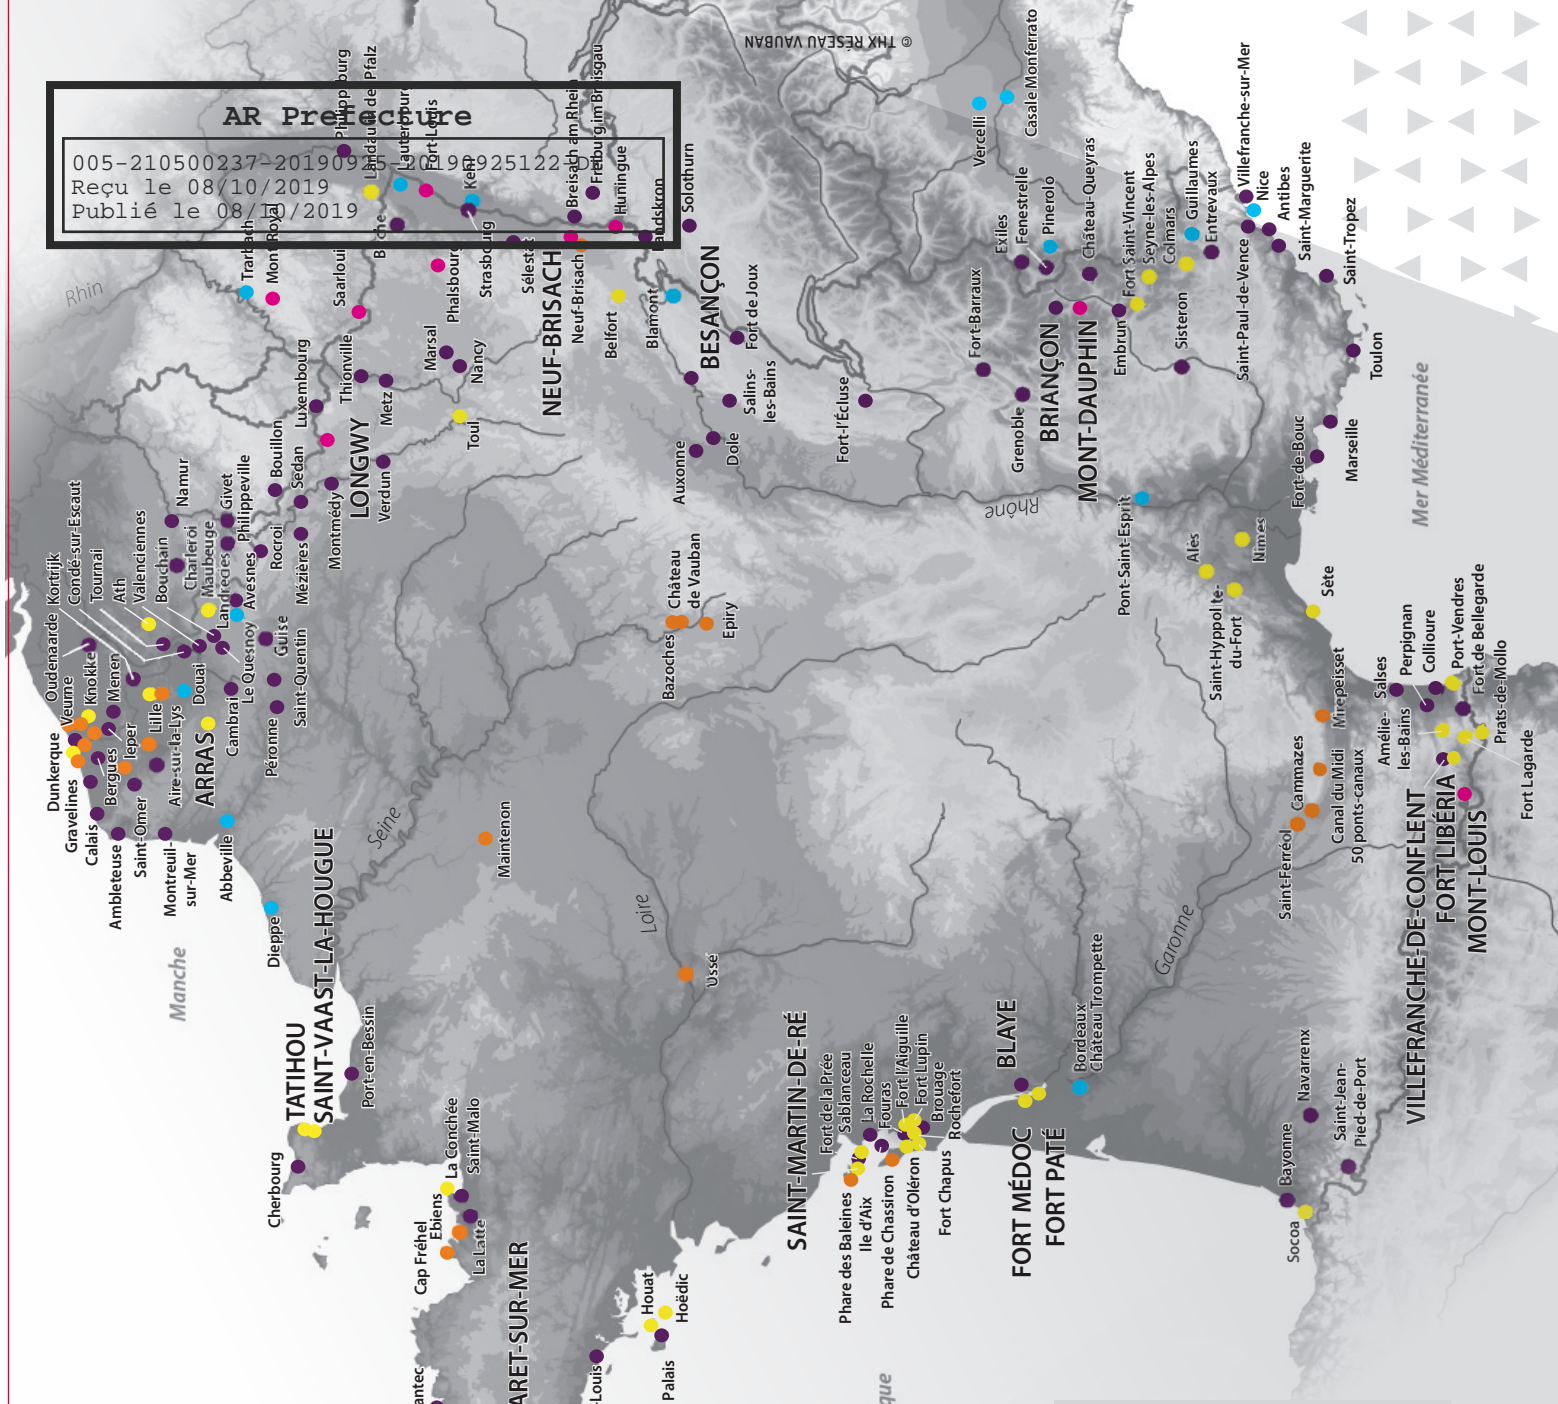 AR Prefecture
005-210500237-20190925-20190925122-D
Reçu le 08/10/2019
Publié le 08/10/2019
© THX RÉSEAU VAUBAN
Rhin
Trarbach
Mont Royal
Saarlouis
Philippsburg
Landau in de Pfalz
Fort-Louis
Kehl
Strasbourg
Phalsbourg
Sélestat
Breisach am Rhein
Freiburg im Breisgau
Huningue
Landskron
Solothurn
NEUF-BRISACH
Neuf-Brisach
Belfort
Blamont
BESANÇON
Fort de Joux
Salins-
les-Bains
Dole
Auxonne
Fort-l'Écluse
Marsal
Nancy
Toul
Metz
Thionville
Luxembourg
LONGWY
Verdun
Montmédy
Sedan
Bouillon
Mézières
Rocroi
Philippeville
Givet
Namur
Charleroi
Maubeuge
Landrecies
Avesnes
Bouchain
Valenciennes
Ath
Tournai
Condé-sur-Escaut
Kortrijk
Oudenaarde
Veurne
Knokke
Menen
Ieper
Lille
Douai
Le Quesnoy
Guise
Saint-Quentin
Péronne
Cambrai
ARRAS
Aire-sur-la-Lys
Bergues
Dunkerque
Gravelines
Calais
Ambleteuse
Saint-Omer
Montreuil-
sur-Mer
Abbeville
Dieppe
Manche
Seine
Maintenon
Bazoches
Château
de Vauban
Epiry
Loire
Ussé
TATIHOU
SAINT-VAAST-LA-HOUGUE
Port-en-Bessin
Cherbourg
La Conchée
Saint-Malo
Ebiens
Cap Fréhel
La Latte
ARET-SUR-MER
antec
-Louis
Houat
Hoëdic
Palais
que
SAINT-MARTIN-DE-RÉ
Fort de la Prée
Sablanceau
La Rochelle
Fouras
Fort l'Aiguille
Fort Lupin
Brouage
Rochefort
Phare des Baleines
Ile d'Aix
Phare de Chassiron
Château d'Oléron
Fort Chapus
BLAYE
FORT MÉDOC
FORT PATÉ
Bordeaux
Château Trompette
Garonne
Bayonne
Socoa
Navarrenx
Saint-Jean-
Pied-de-Port
Saint-Ferréol
Cammazes
Canal du Midi
50 ponts-canaux
Mirepeisset
VILLEFRANCHE-DE-CONFLENT
FORT LIBÉRIA
MONT-LOUIS
Fort Lagarde
Prats-de-Mollo
Fort de Bellegarde
Port-Vendres
Collioure
Perpignan
Salses
Amélie-
les-Bains
Sète
Nîmes
Alès
Saint-Hyppolite-
du-Fort
Pont-Saint-Esprit
Rhône
Mer Méditerranée
Fort-de-Bouc
Marseille
Toulon
Saint-Tropez
Saint-Marguerite
Antibes
Nice
Villefranche-sur-Mer
Saint-Paul-de-Vence
Entrevaux
Guillaumes
Colmars
Seyne-les-Alpes
Fort Saint-Vincent
Sisteron
Embrun
MONT-DAUPHIN
BRIANÇON
Château-Queyras
Pinerolo
Fenestrelle
Exiles
Fort-Barraux
Grenoble
Vercelli
Casale Monferrato